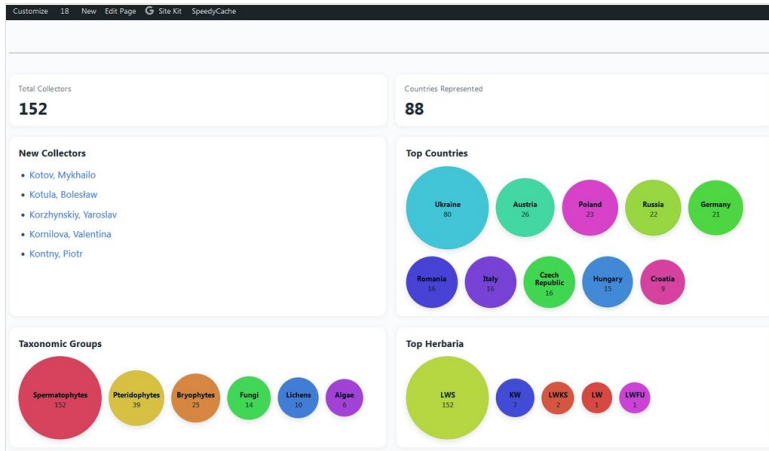 Customize 18 New Edit Page G Site Kit SpeedyCache
Total Collectors
152
Countries Represented
88
New Collectors
Kotov, Mykhailo
Kotula, Bolesław
Korzhynskiy, Yaroslav
Kornilova, Valentina
Kontny, Piotr
Top Countries
Ukraine
80
Austria
26
Poland
23
Russia
22
Germany
21
Romania
16
Italy
16
Czech
Republic
16
Hungary
15
Croatia
9
Taxonomic Groups
Spermatophytes
152
Pteridophytes
39
Bryophytes
25
Fungi
14
Lichens
10
Algae
6
Top Herbaria
LWS
152
KW
7
LWKS
2
LW
1
LWFU
1